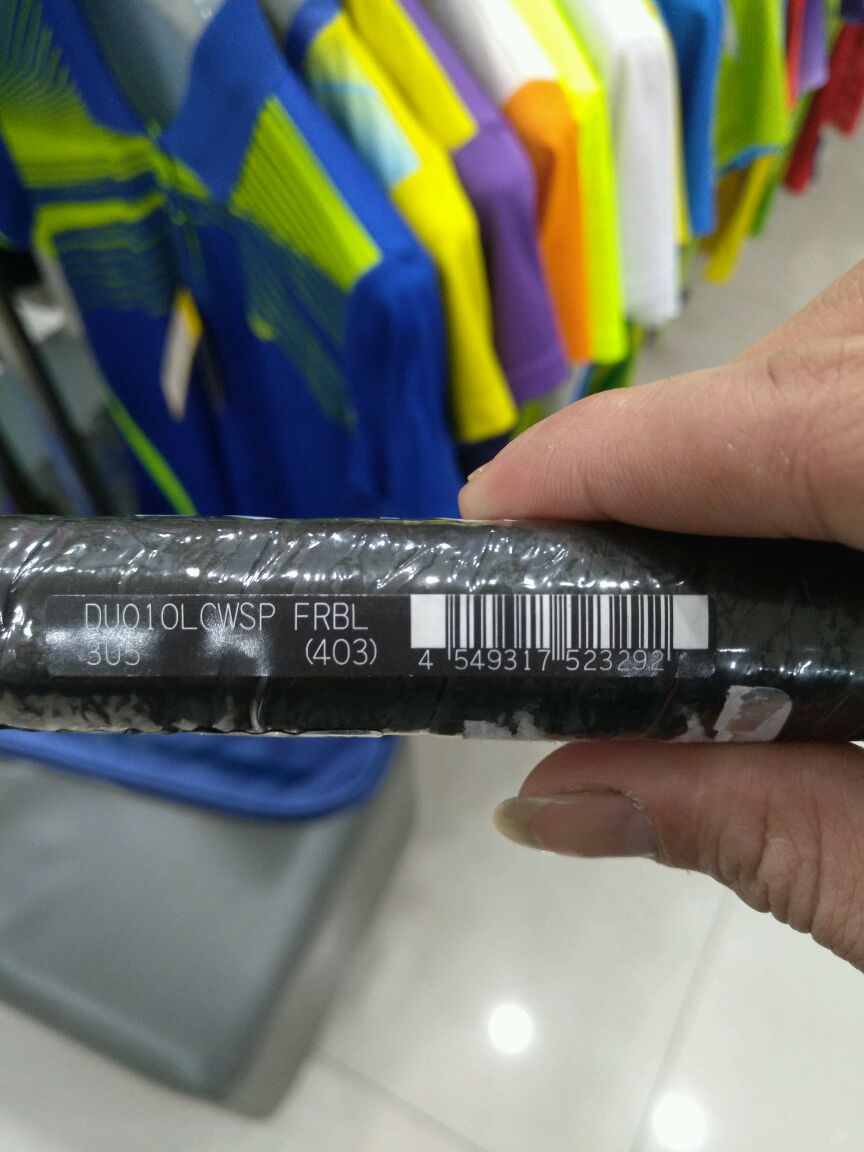 DUO10LCWSP FRBL
3U5 (403)
4 549317 523292